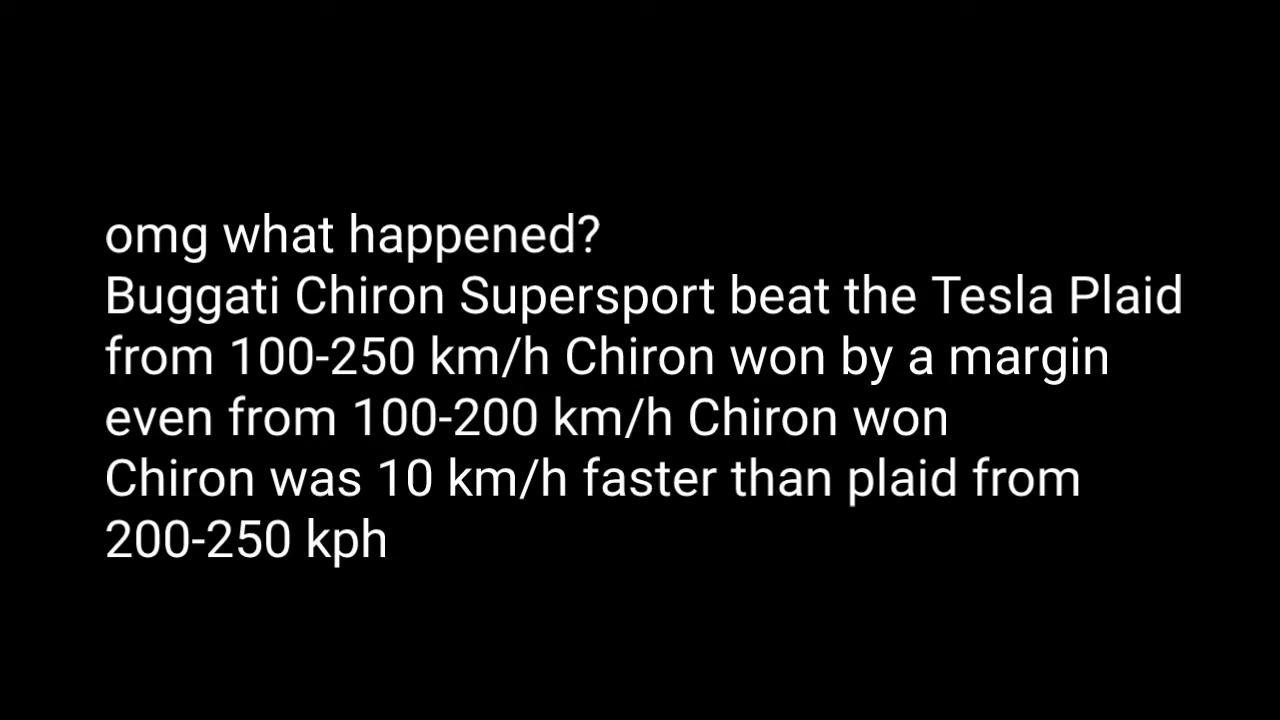 omg what happened?
Buggati Chiron Supersport beat the Tesla Plaid
from 100-250 km/h Chiron won by a margin
even from 100-200 km/h Chiron won
Chiron was 10 km/h faster than plaid from
200-250 kph